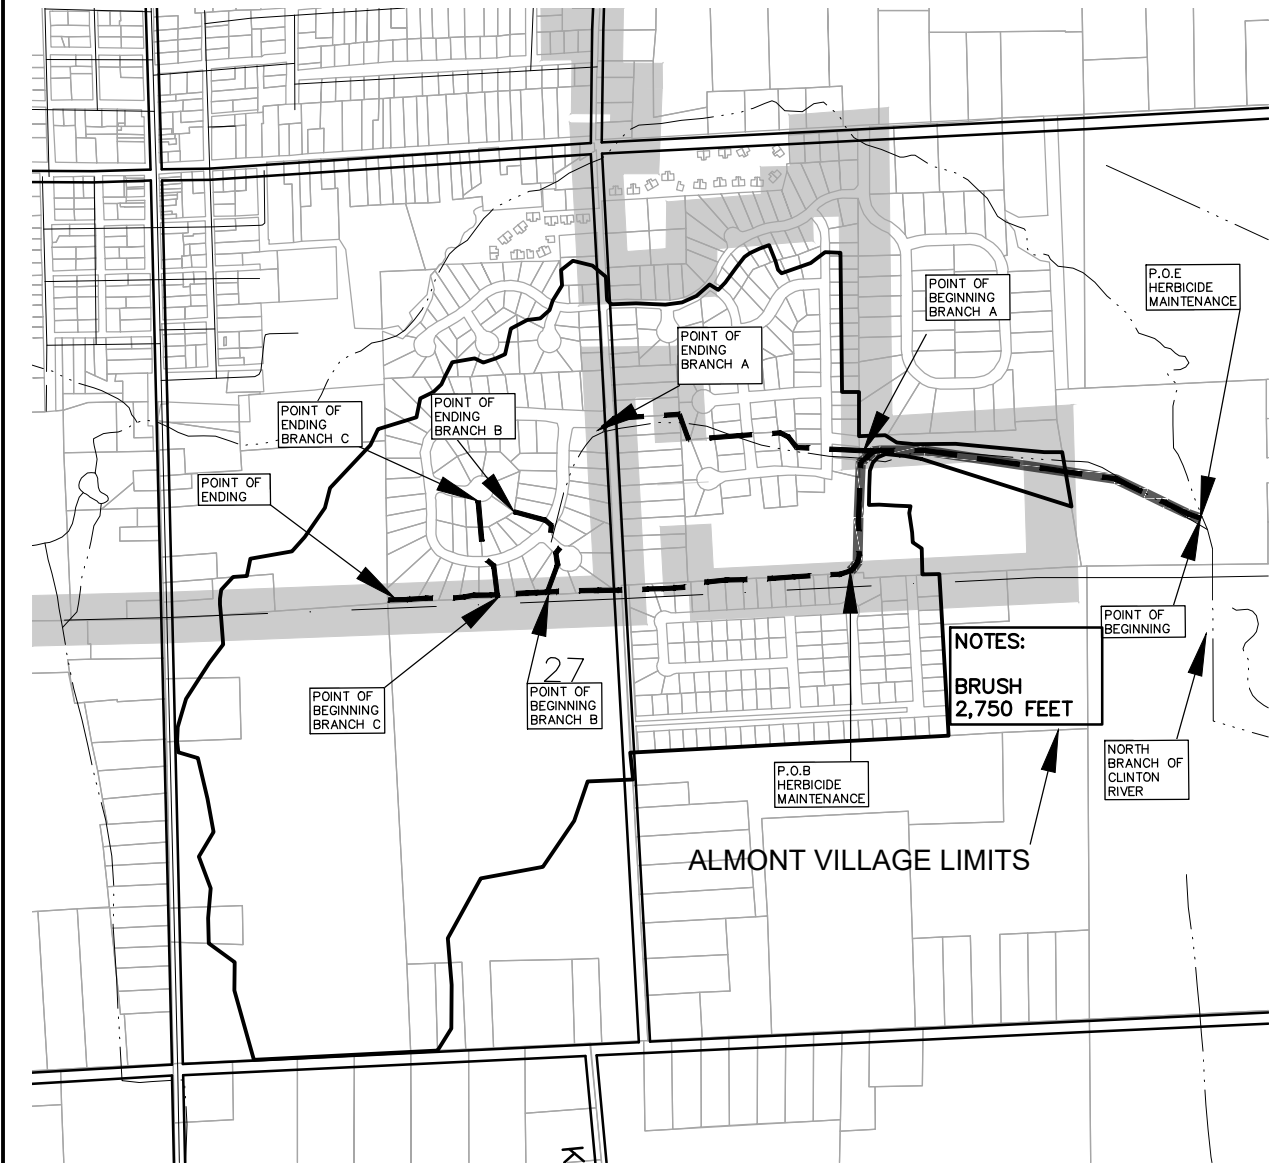 P.O.E
HERBICIDE
MAINTENANCE
POINT OF
BEGINNING
BRANCH A
POINT OF
ENDING
BRANCH A
POINT OF
ENDING
BRANCH B
POINT OF
ENDING
BRANCH C
POINT OF
ENDING
POINT OF
BEGINNING
NOTES:
BRUSH
2,750 FEET
27
POINT OF
BEGINNING
BRANCH B
POINT OF
BEGINNING
BRANCH C
NORTH
BRANCH OF
CLINTON
RIVER
P.O.B
HERBICIDE
MAINTENANCE
ALMONT VILLAGE LIMITS
K